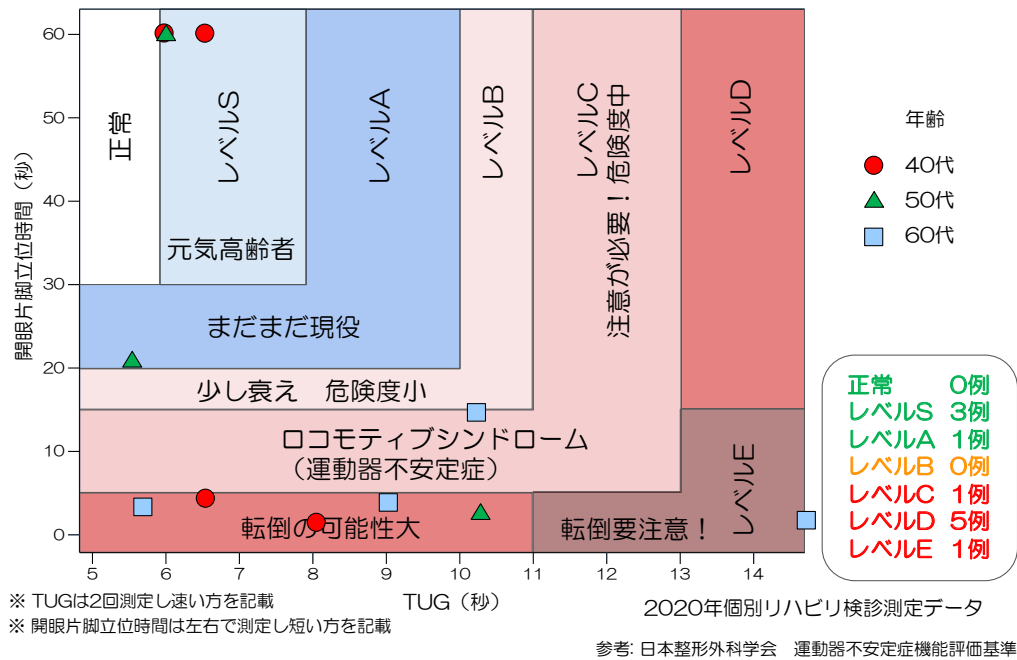 60
50
40
30
20
10
0
開眼片脚立位時間（秒）
正常
レベルS
元気高齢者
レベルA
まだまだ現役
レベルB
少し衰え　危険度小
レベルC
注意が必要！危険度中
ロコモティブシンドローム
（運動器不安定症）
レベルD
転倒の可能性大
レベルE
転倒要注意！
5
6
7
8
9
10
11
12
13
14
TUG（秒）
年齢
40代
50代
60代
正常　0例
レベルS 3例
レベルA 1例
レベルB 0例
レベルC 1例
レベルD 5例
レベルE 1例
※ TUGは2回測定し速い方を記載
※ 開眼片脚立位時間は左右で測定し短い方を記載
2020年個別リハビリ検診測定データ
参考: 日本整形外科学会　運動器不安定症機能評価基準